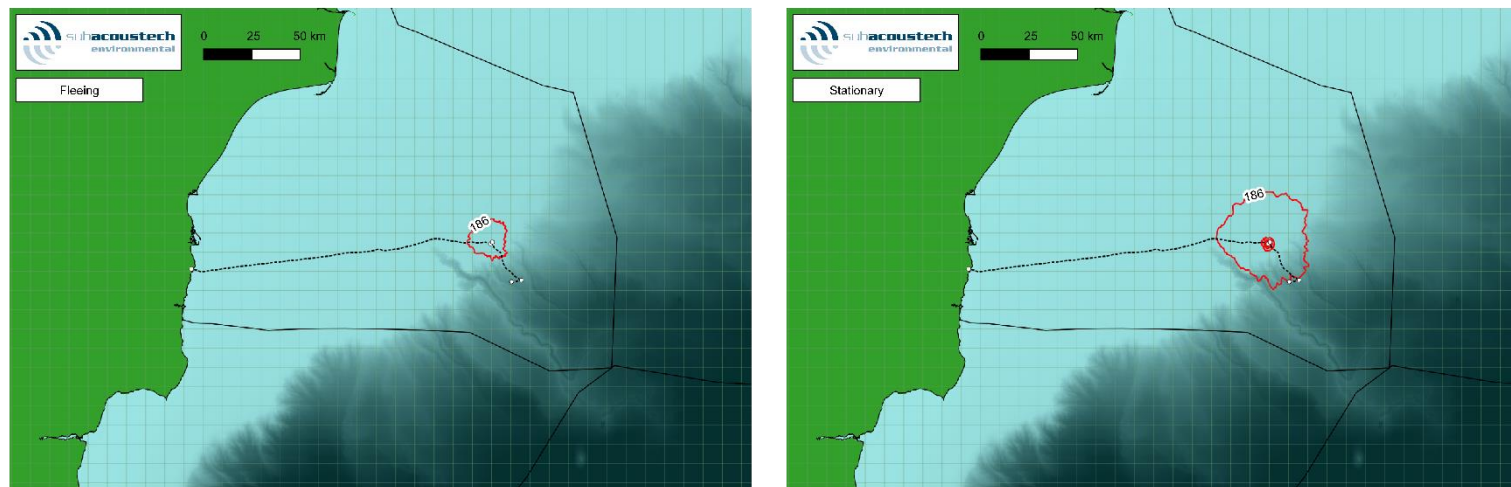 subacoustech
environmental
0 25 50 km
Fleeing
186
subacoustech
environmental
0 25 50 km
Stationary
186